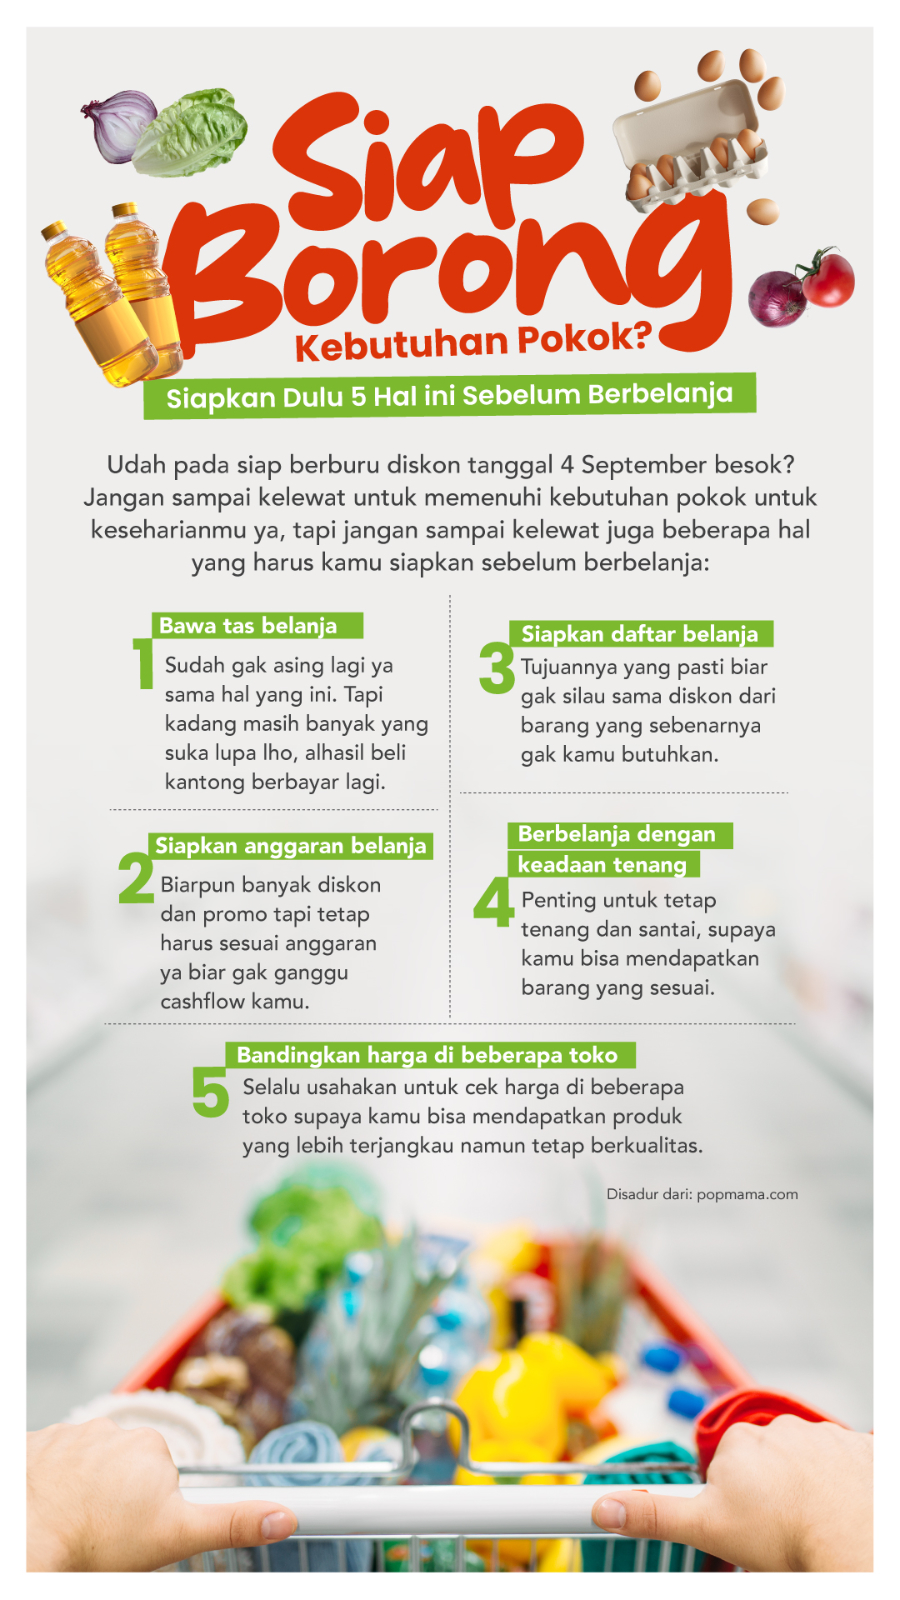 Siap
Borong
Kebutuhan Pokok?
Siapkan Dulu 5 Hal ini Sebelum Berbelanja
Udah pada siap berburu diskon tanggal 4 September besok?
Jangan sampai kelewat untuk memenuhi kebutuhan pokok untuk
keseharianmu ya, tapi jangan sampai kelewat juga beberapa hal
yang harus kamu siapkan sebelum berbelanja:
1
Bawa tas belanja
Sudah gak asing lagi ya
sama hal yang ini. Tapi
kadang masih banyak yang
suka lupa lho, alhasil beli
kantong berbayar lagi.
2
Siapkan anggaran belanja
Biarpun banyak diskon
dan promo tapi tetap
harus sesuai anggaran
ya biar gak ganggu
cashflow kamu.
3
Siapkan daftar belanja
Tujuannya yang pasti biar
gak silau sama diskon dari
barang yang sebenarnya
gak kamu butuhkan.
4
Berbelanja dengan
keadaan tenang
Penting untuk tetap
tenang dan santai, supaya
kamu bisa mendapatkan
barang yang sesuai.
5
Bandingkan harga di beberapa toko
Selalu usahakan untuk cek harga di beberapa
toko supaya kamu bisa mendapatkan produk
yang lebih terjangkau namun tetap berkualitas.
Disadur dari: popmama.com